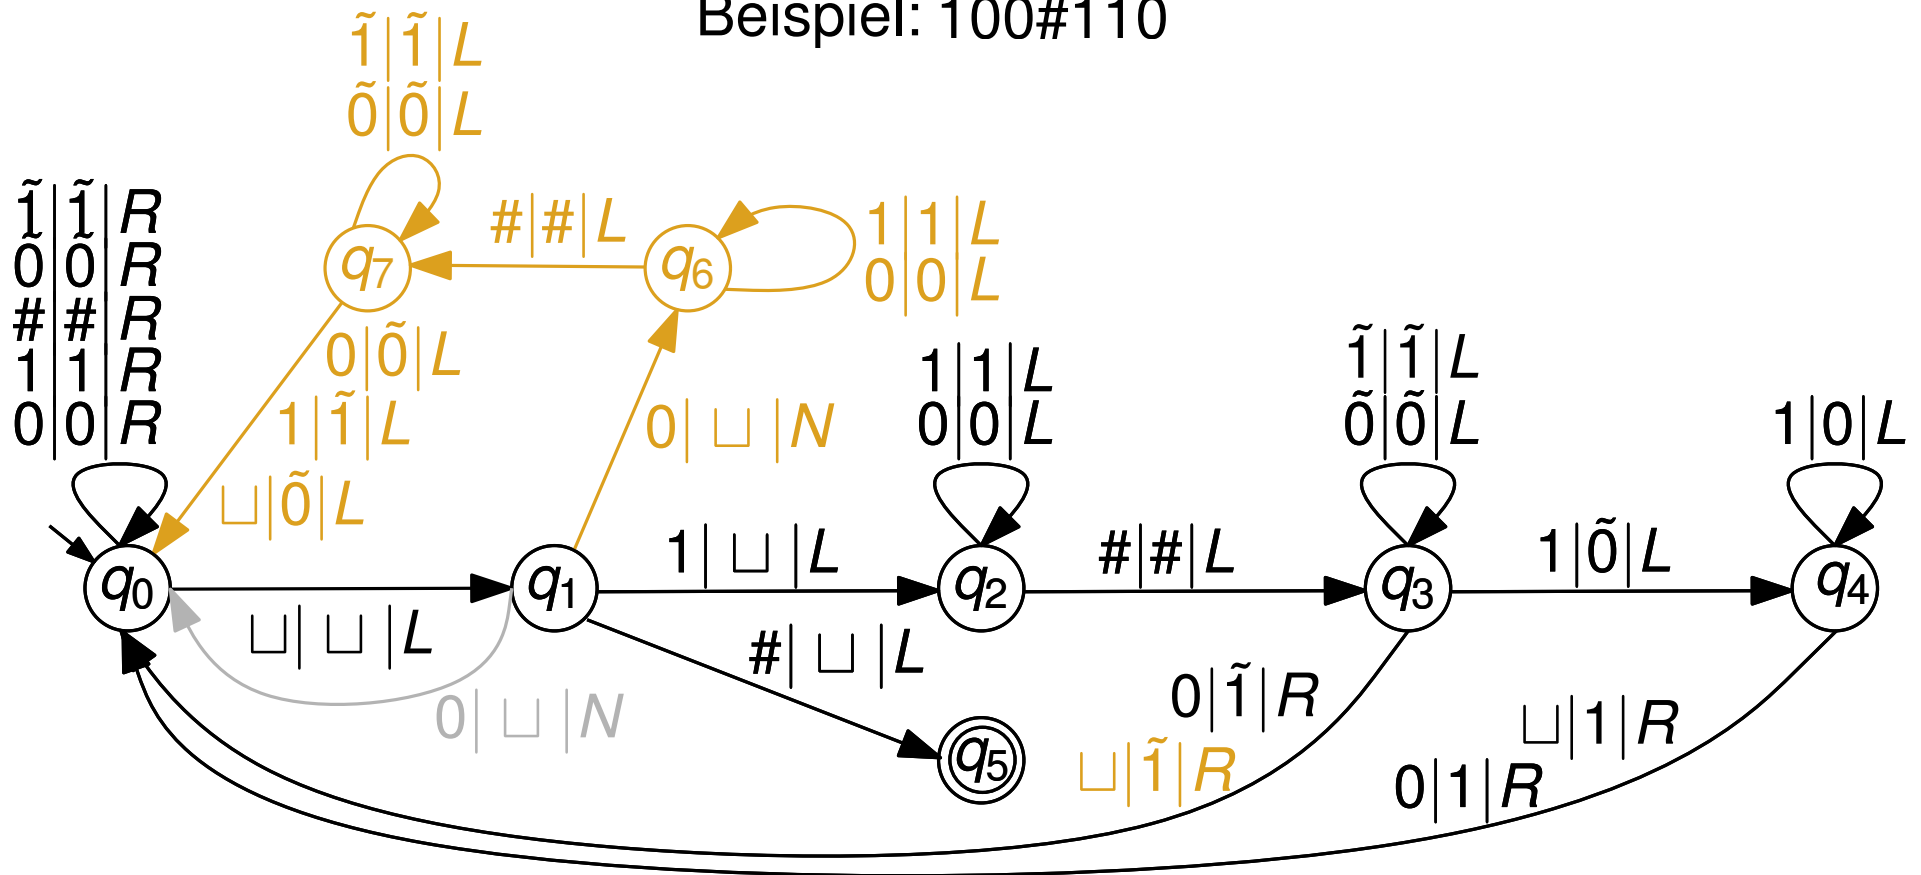 Beispiel: 100#110
1̃|1̃|L
0̃|0̃|L
1̃|1̃|R
0̃|0̃|R
#|#|R
1|1|R
0|0|R
#|#|L
1|1|L
0|0|L
q7
q6
0|0̃|L
1|1̃|L
⊔|0̃|L
0|⊔|N
1|1|L
0|0|L
1̃|1̃|L
0̃|0̃|L
1|0|L
q0
⊔|⊔|L
q1
1|⊔|L
q2
#|#|L
q3
1|0̃|L
q4
0|⊔|N
#|⊔|L
q5
0|1̃|R
⊔|1̃|R
⊔|1|R
0|1|R